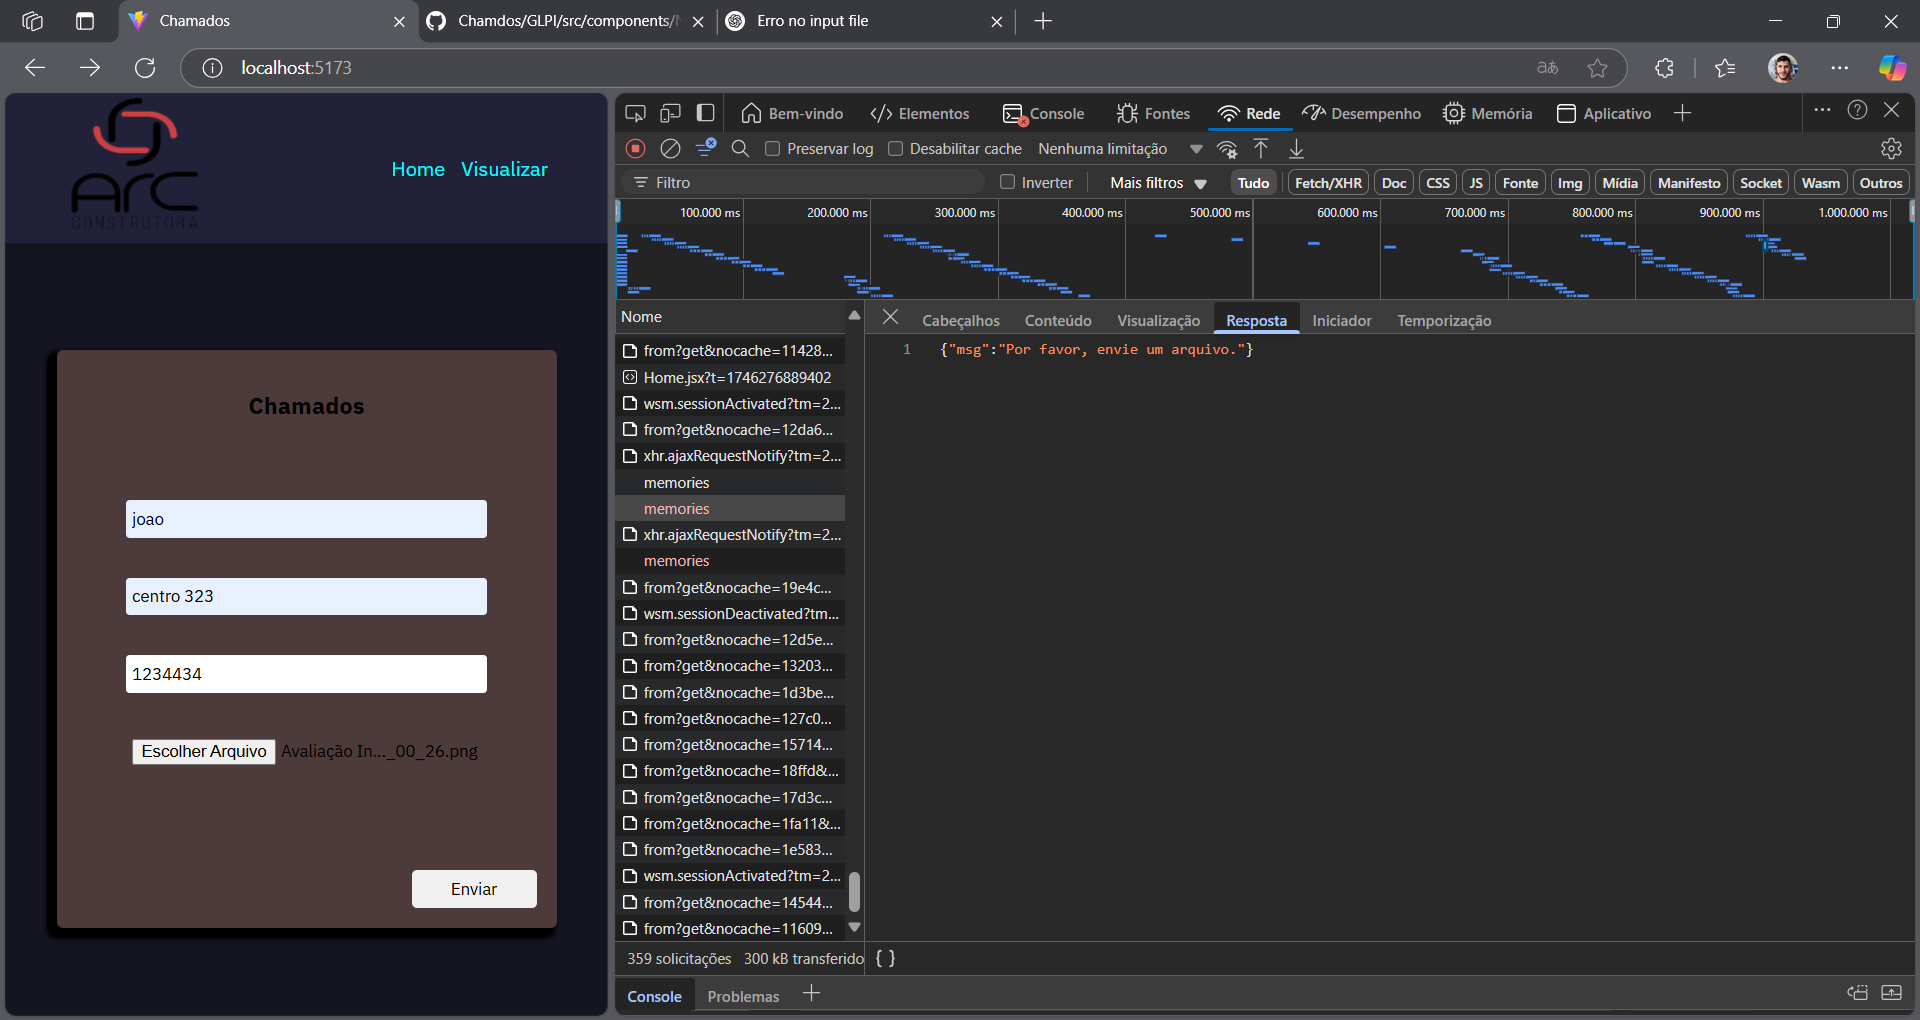 Chamados
Chamdos/GLPI/src/components/
Erro no input file
localhost:5173
ARC
CONSTRUTORA
Home Visualizar
Chamados
joao
centro 323
1234434
Escolher Arquivo Avaliação In..._00_26.png
Enviar
Bem-vindo Elementos Console Fontes Rede Desempenho Memória Aplicativo
Preservar log Desabilitar cache Nenhuma limitação
Filtro Inverter Mais filtros Tudo Fetch/XHR Doc CSS JS Fonte Img Mídia Manifesto Socket Wasm Outros
100.000 ms 200.000 ms 300.000 ms 400.000 ms 500.000 ms 600.000 ms 700.000 ms 800.000 ms 900.000 ms 1.000.000 ms
Nome
from?get&nocache=11428...
Home.jsx?t=1746276889402
wsm.sessionActivated?tm=2...
from?get&nocache=12da6...
xhr.ajaxRequestNotify?tm=2...
memories
memories
xhr.ajaxRequestNotify?tm=2...
memories
from?get&nocache=19e4c...
wsm.sessionDeactivated?tm...
from?get&nocache=12d5e...
from?get&nocache=13203...
from?get&nocache=1d3be...
from?get&nocache=127c0...
from?get&nocache=15714...
from?get&nocache=18ffd&...
from?get&nocache=17d3c...
from?get&nocache=1fa11&...
from?get&nocache=1e583...
wsm.sessionActivated?tm=2...
from?get&nocache=14544...
from?get&nocache=11609...
359 solicitações 300 kB transferido
Cabeçalhos Conteúdo Visualização Resposta Iniciador Temporização
1 {"msg":"Por favor, envie um arquivo."}
{ }
Console Problemas